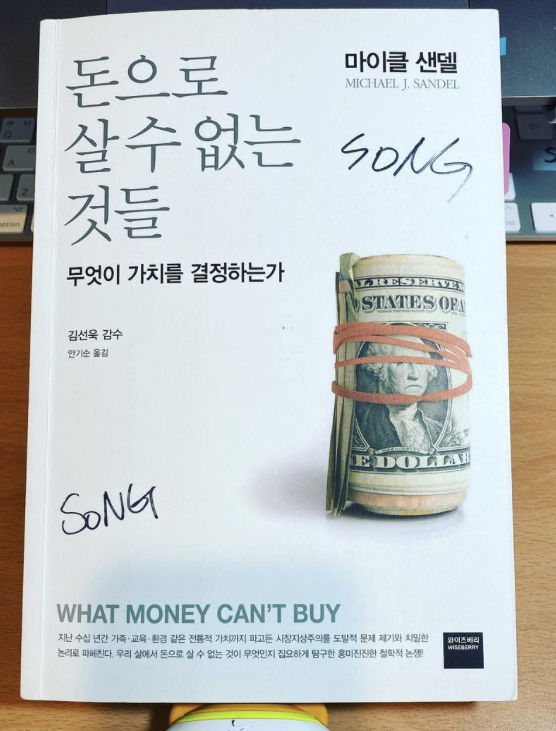 돈으로
살 수 없는
것들
마이클 샌델
MICHAEL J. SANDEL
SONG
무엇이 가치를 결정하는가
김선욱 감수
안기순 옮김
AL RESERVE
D STATES OF A
WASHINGTON
E DOLLAR
SONG
WHAT MONEY CAN'T BUY
지난 수십 년간 가족·교육·환경 같은 전통적 가치까지 파고든 시장지상주의를 도발적 문제 제기와 치밀한
논리로 파헤친다. 우리 삶에서 돈으로 살 수 없는 것이 무엇인지 집요하게 탐구한 흥미진진한 철학적 논쟁!
와이즈베리
WISEBERRY
option